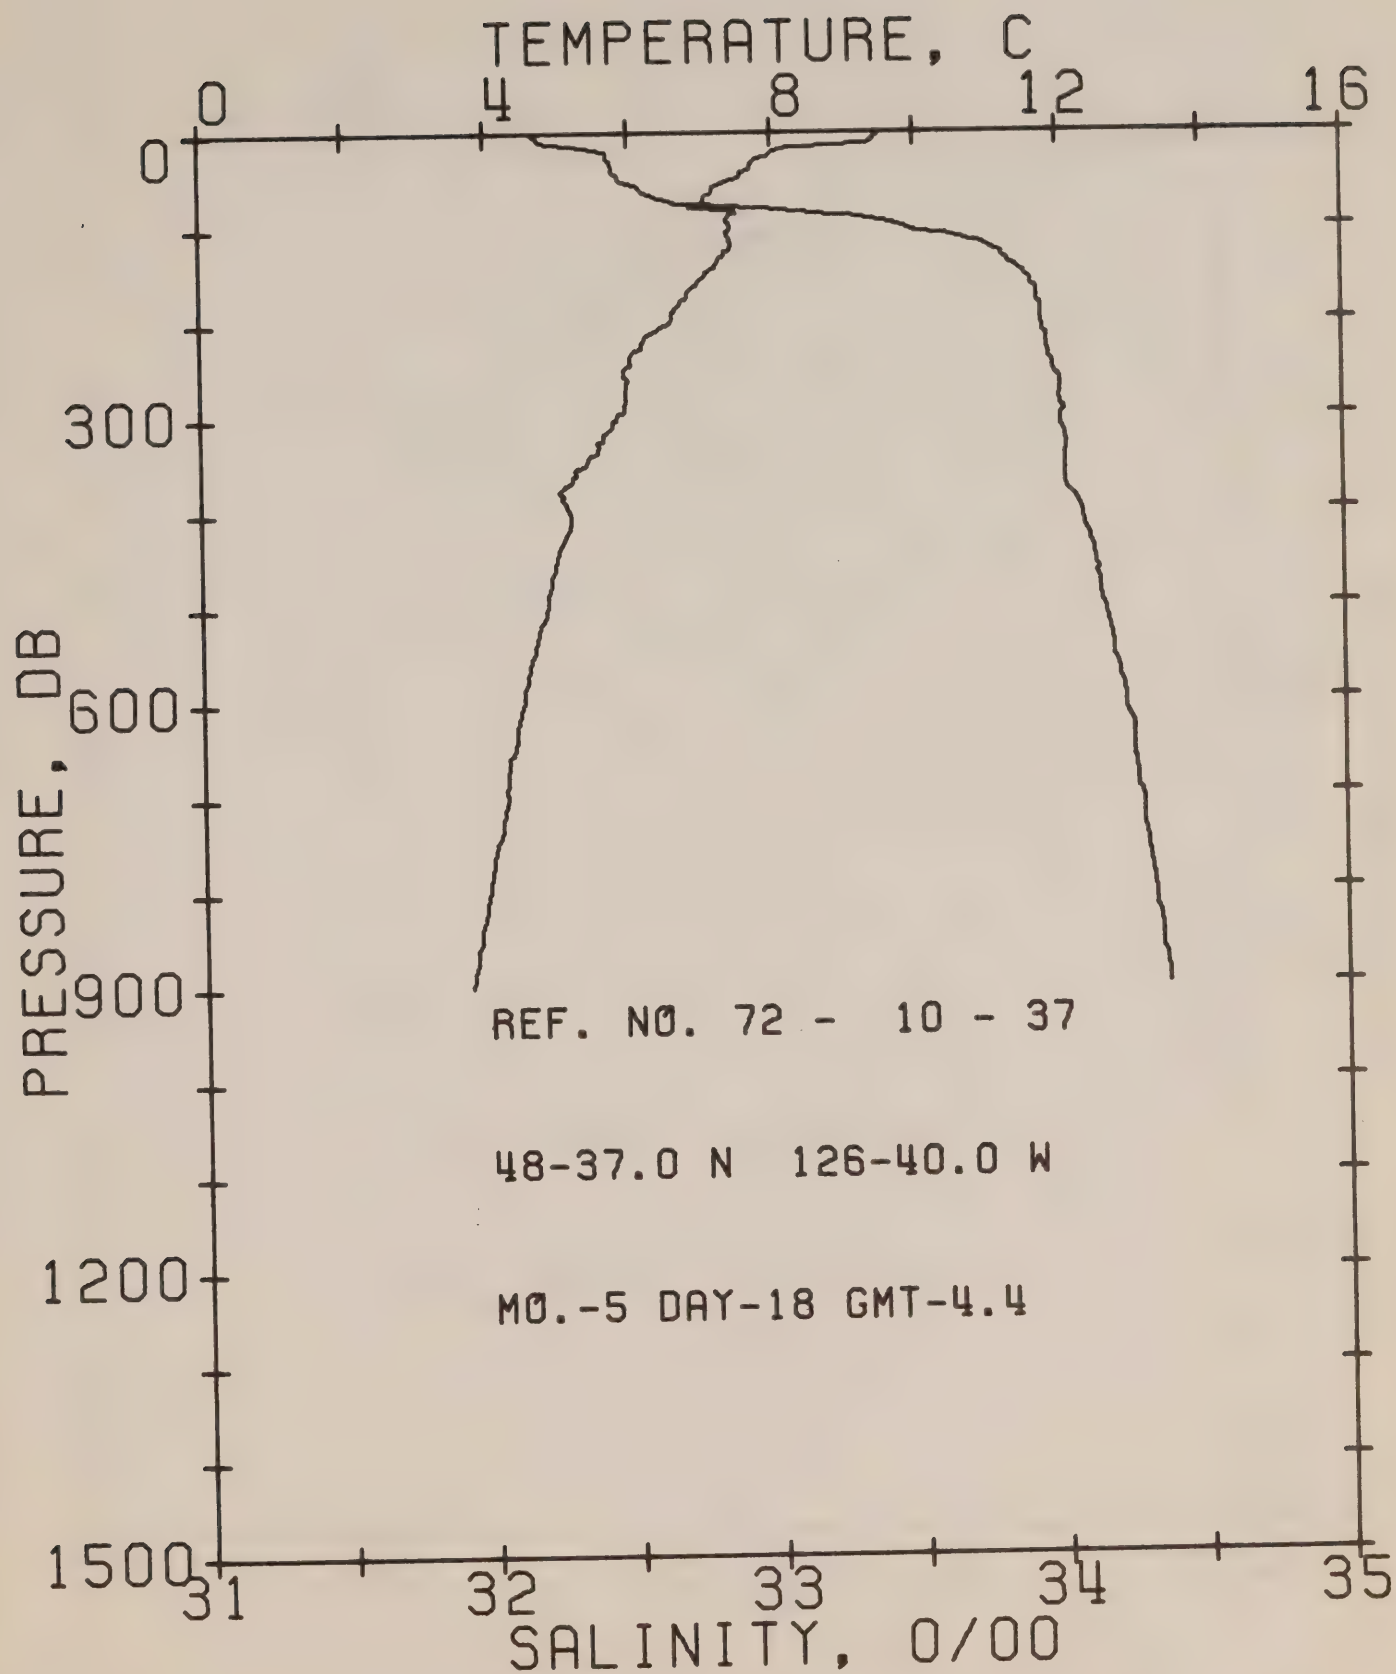 TEMPERATURE, C
0 4 8 12 16
0
300
600
900
1200
1500
PRESSURE, DB
REF. NØ. 72 - 10 - 37
48-37.0 N 126-40.0 W
MØ.-5 DAY-18 GMT-4.4
31 32 33 34 35
SALINITY, 0/00